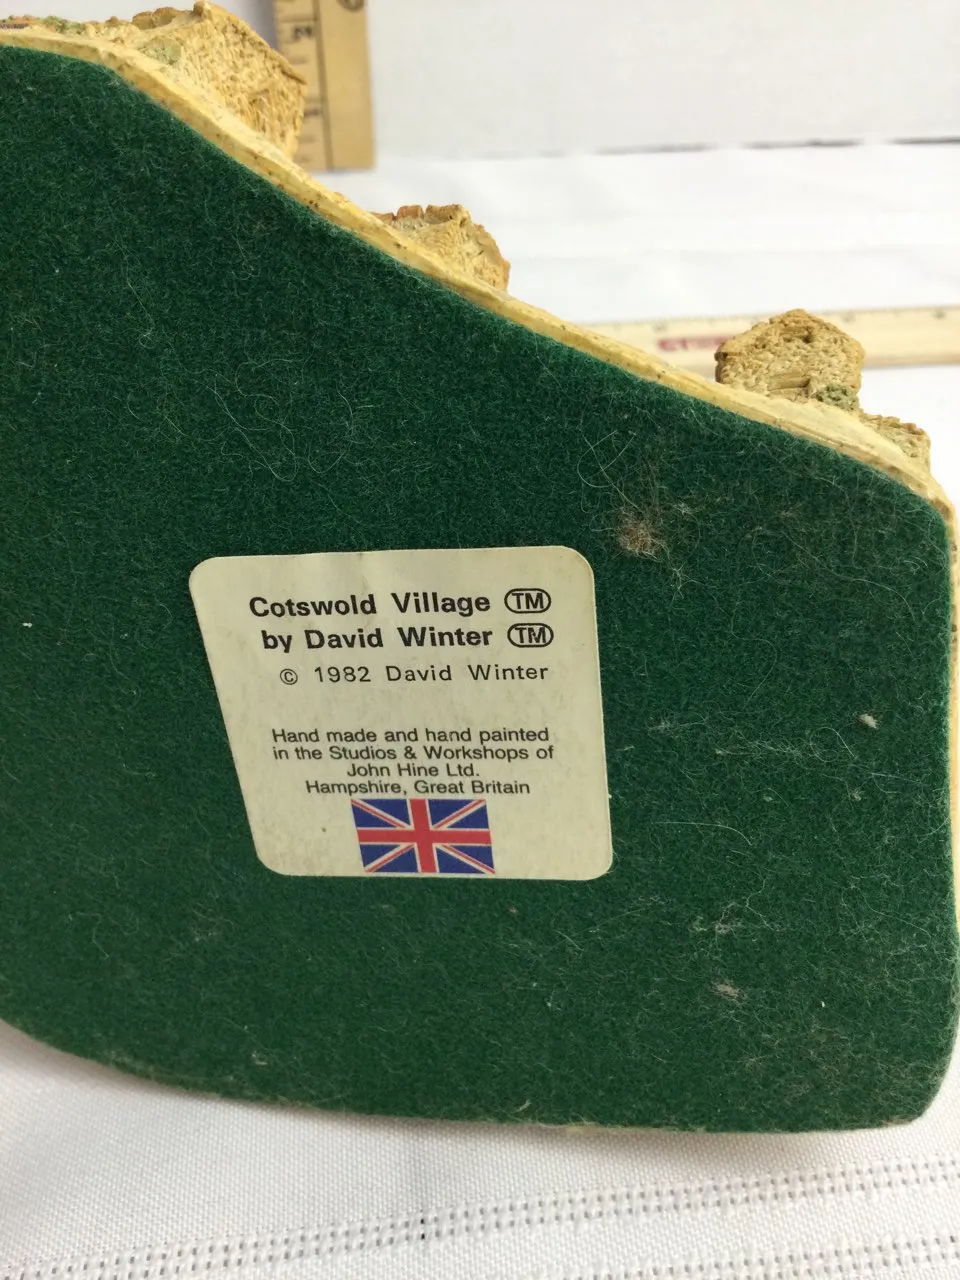 Cotswold Village TM
by David Winter TM
© 1982 David Winter
Hand made and hand painted
in the Studios & Workshops of
John Hine Ltd.
Hampshire, Great Britain